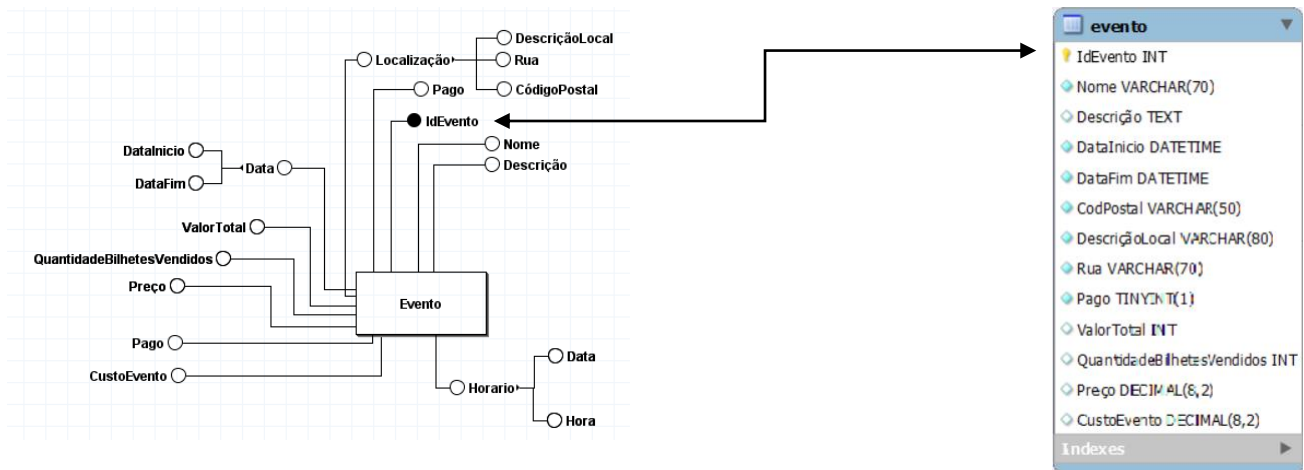 DescriçãoLocal
Localização
Rua
Pago
CódigoPostal
IdEvento
Nome
DataInicio
Descrição
Data
DataFim
ValorTotal
QuantidadeBilhetesVendidos
Preço
Evento
Pago
Data
CustoEvento
Horario
Hora
evento
IdEvento INT
Nome VARCHAR(70)
Descrição TEXT
DataInicio DATETIME
DataFim DATETIME
CodPostal VARCHAR(50)
DescriçãoLocal VARCHAR(80)
Rua VARCHAR(70)
Pago TINYINT(1)
ValorTotal INT
QuantidadeBilhetesVendidos INT
Preço DECIMAL(8,2)
CustoEvento DECIMAL(8,2)
Indexes